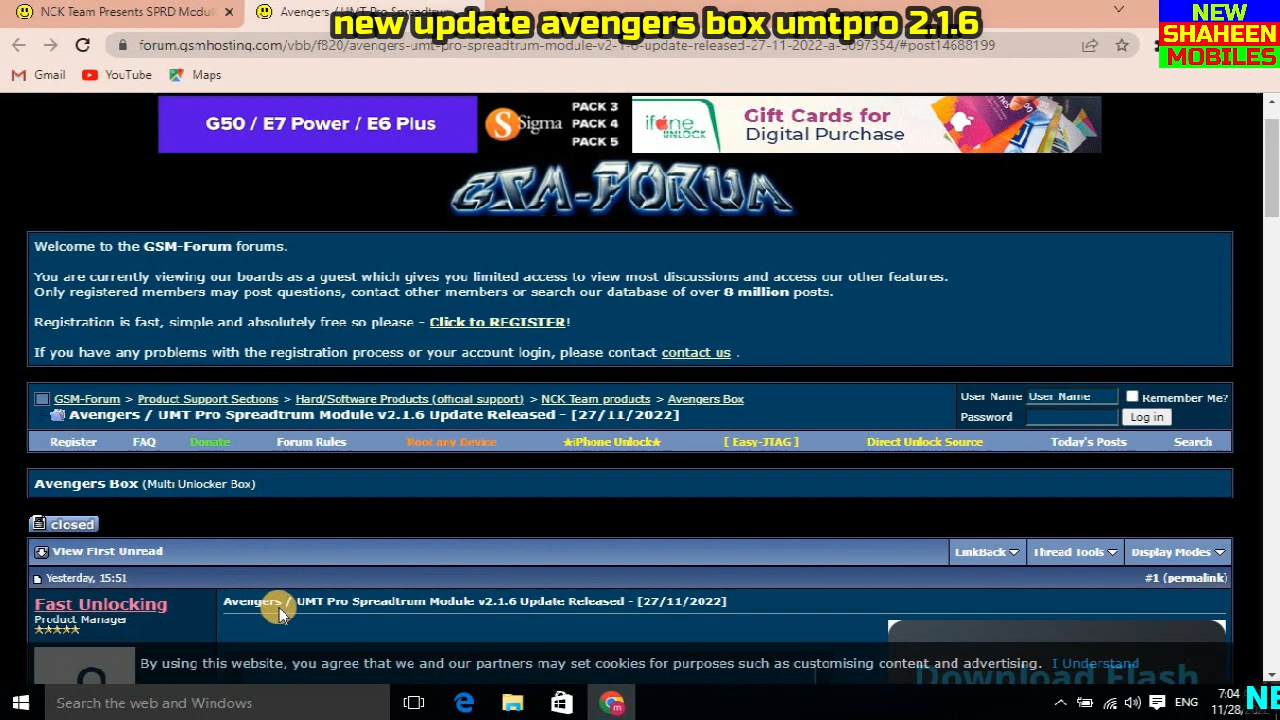 NCK Team Presents SPRD Modul
Avengers / UMT Pro Spreadtrum
new update avengers box umtpro 2.1.6
NEW
SHAHEEN
MOBILES
forum.gsmhosting.com/vbb/f820/avengers-umt-pro-spreadtrum-module-v2-1-6-update-released-27-11-2022-a-3097354/#post14688199
Gmail YouTube Maps
G50 / E7 Power / E6 Plus
Sigma
PACK 3
PACK 4
PACK 5
ifone
UNLOCK
Gift Cards for
Digital Purchase
GSM-FORUM
Welcome to the GSM-Forum forums.
You are currently viewing our boards as a guest which gives you limited access to view most discussions and access our other features.
Only registered members may post questions, contact other members or search our database of over 8 million posts.
Registration is fast, simple and absolutely free so please - Click to REGISTER!
If you have any problems with the registration process or your account login, please contact contact us .
GSM-Forum > Product Support Sections > Hard/Software Products (official support) > NCK Team products > Avengers Box
Avengers / UMT Pro Spreadtrum Module v2.1.6 Update Released - [27/11/2022]
User Name User Name Remember Me?
Password Log in
Register FAQ Donate Forum Rules Root any Device ★iPhone Unlock★ [ Easy-JTAG ] Direct Unlock Source Today's Posts Search
Avengers Box (Multi Unlocker Box)
closed
View First Unread LinkBack Thread Tools Display Modes
Yesterday, 15:51 #1 (permalink)
Fast Unlocking
Product Manager
Avengers / UMT Pro Spreadtrum Module v2.1.6 Update Released - [27/11/2022]
By using this website, you agree that we and our partners may set cookies for purposes such as customising content and advertising. I Understand
Download Flash
Search the web and Windows
ENG
7:04
11/28/
NE